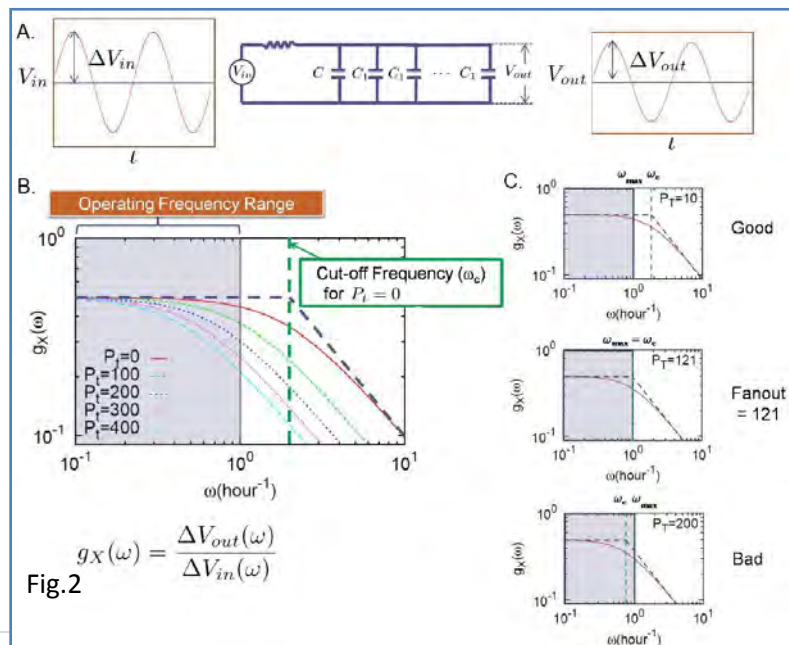 A.
V_in
ΔV_in
t
V_in
C C_1 C_1 ... C_1
V_out
V_out
ΔV_out
t
B.
Operating Frequency Range
Cut-off Frequency (ω_c)
for P_t = 0
g_X(ω)
10^0
10^-1
P_t=0
P_t=100
P_t=200
P_t=300
P_t=400
10^-1 10^0 10^1
ω(hour^-1)
g_X(ω) = ΔV_out(ω) / ΔV_in(ω)
Fig.2
C.
ω_max ω_c
P_T=10
g_X(ω)
10^0
10^-1
10^-1 10^0 10^1
ω(hour^-1)
Good
ω_max = ω_c
P_T=121
g_X(ω)
10^0
10^-1
10^-1 10^0 10^1
ω(hour^-1)
Fanout
= 121
ω_c ω_max
P_T=200
g_X(ω)
10^0
10^-1
10^-1 10^0 10^1
ω(hour^-1)
Bad